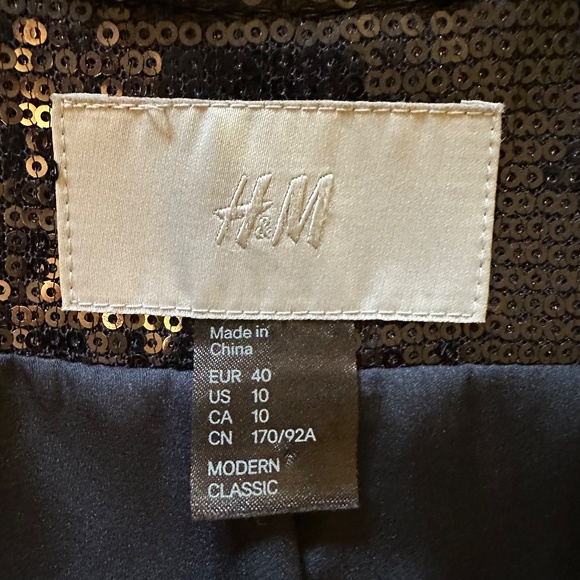 H&M
Made in
China
EUR 40
US 10
CA 10
CN 170/92A
MODERN
CLASSIC